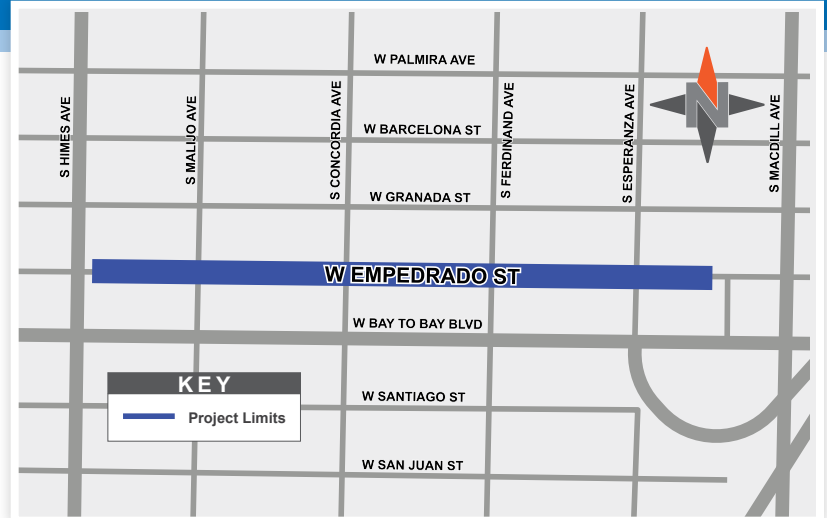 W PALMIRA AVE
S HIMES AVE
S MALIJO AVE
S CONCORDIA AVE
S FERDINAND AVE
S ESPERANZA AVE
S MACDILL AVE
N
W BARCELONA ST
W GRANADA ST
W EMPEDRADO ST
W BAY TO BAY BLVD
KEY
Project Limits
W SANTIAGO ST
W SAN JUAN ST